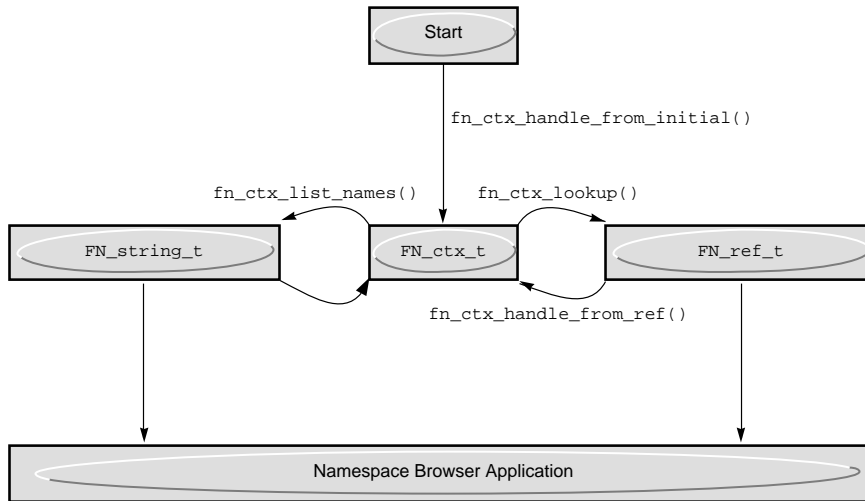 Start
fn_ctx_handle_from_initial()
fn_ctx_list_names()
fn_ctx_lookup()
FN_string_t
FN_ctx_t
FN_ref_t
fn_ctx_handle_from_ref()
Namespace Browser Application